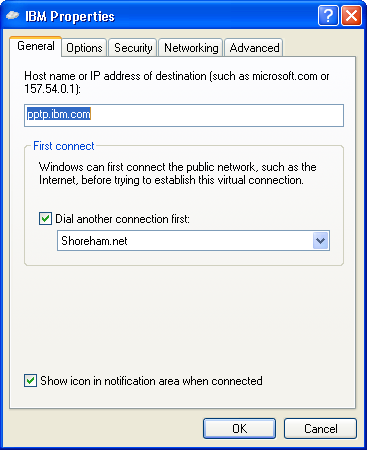 IBM Properties
General Options Security Networking Advanced
Host name or IP address of destination (such as microsoft.com or
157.54.0.1):
pptp.ibm.com
First connect
Windows can first connect the public network, such as the
Internet, before trying to establish this virtual connection.
Dial another connection first:
Shoreham.net
Show icon in notification area when connected
OK Cancel